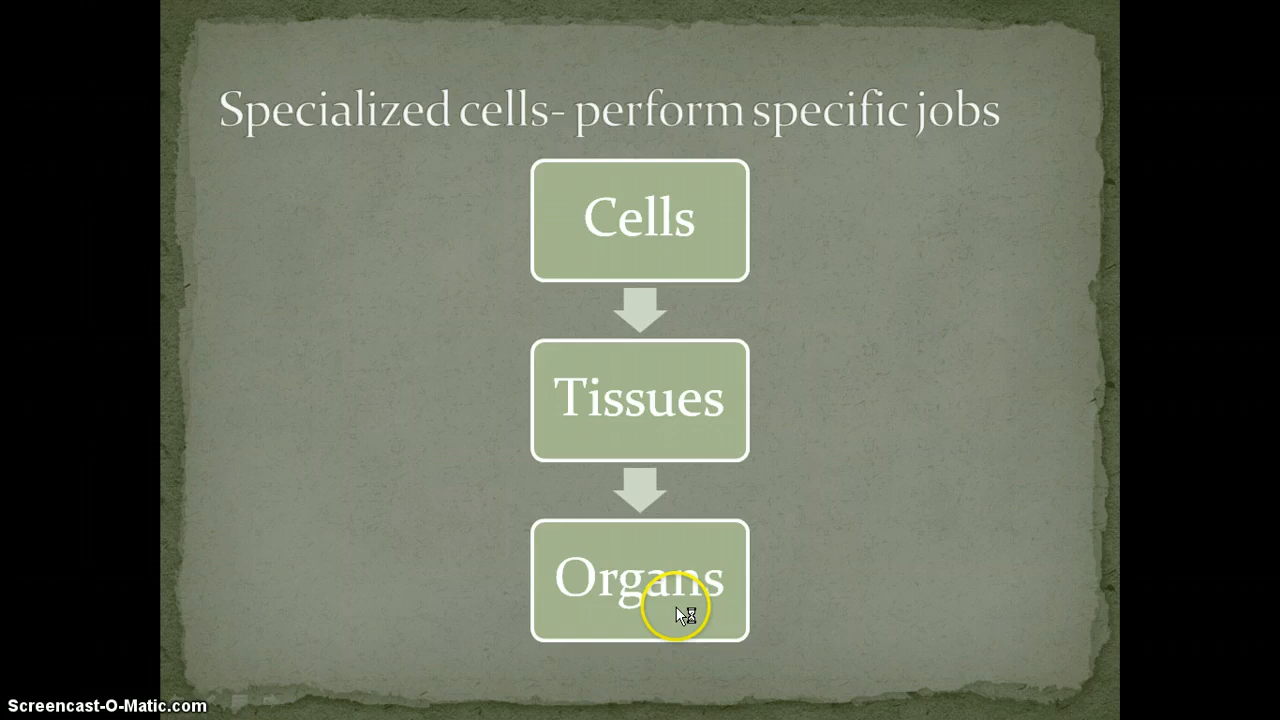 Specialized cells- perform specific jobs
Cells
Tissues
Organs
Screencast-O-Matic.com